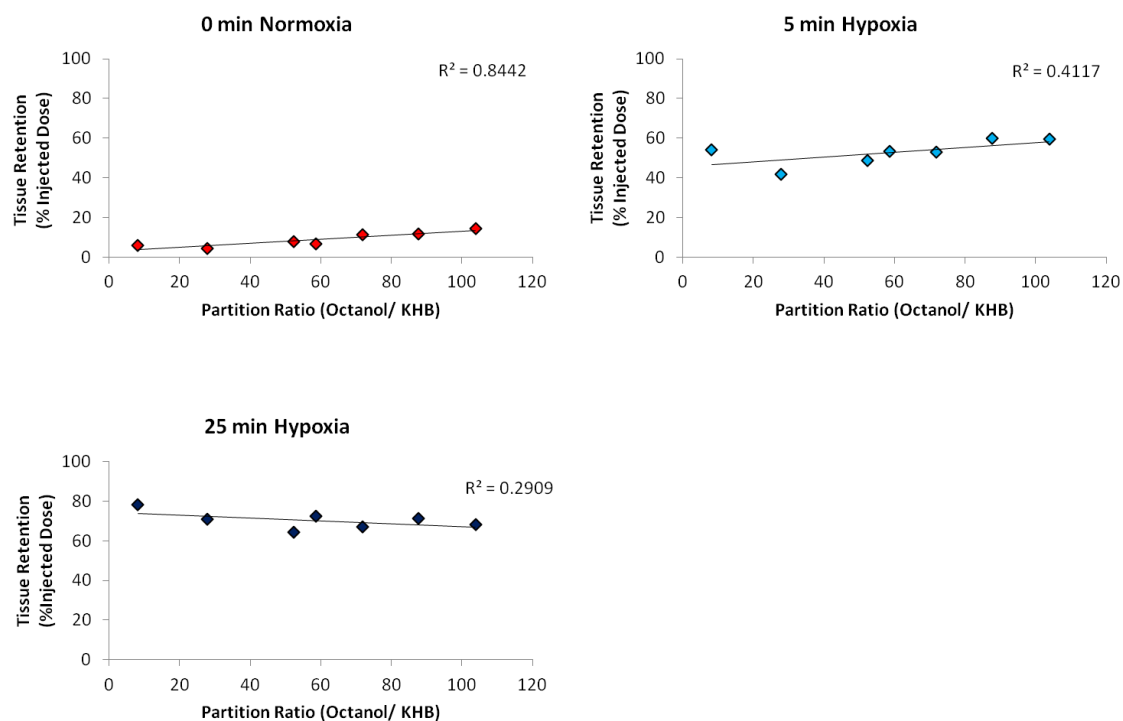 0 min Normoxia
R² = 0.8442
Tissue Retention
(% Injected Dose)
100
80
60
40
20
0
0 20 40 60 80 100 120
Partition Ratio (Octanol/ KHB)
5 min Hypoxia
R² = 0.4117
Tissue Retention
(% Injected Dose)
100
80
60
40
20
0
0 20 40 60 80 100 120
Partition Ratio (Octanol/ KHB)
25 min Hypoxia
R² = 0.2909
Tissue Retention
(%Injected Dose)
100
80
60
40
20
0
0 20 40 60 80 100 120
Partition Ratio (Octanol/ KHB)